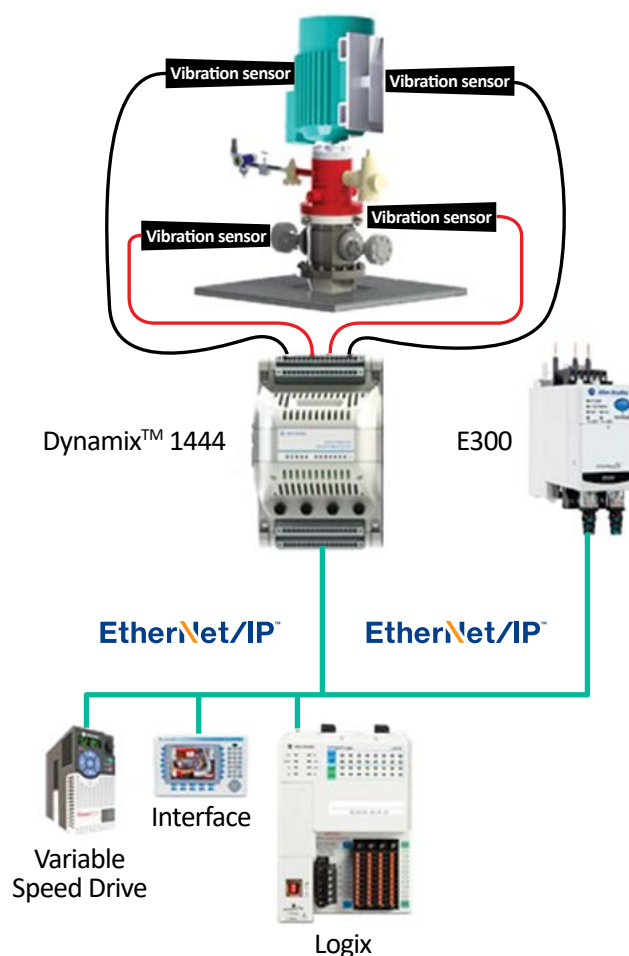 Vibration sensor
Vibration sensor
Vibration sensor
Vibration sensor
Dynamix™ 1444
E300
EtherNet/IP™
EtherNet/IP™
Variable
Speed Drive
Interface
Logix